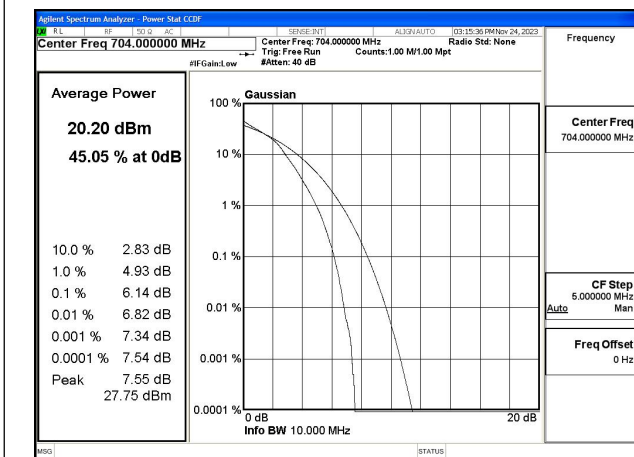 Agilent Spectrum Analyzer - Power Stat CCDF
RL RF 50 Ω AC SENSE:INT ALIGN AUTO 03:15:36 PM Nov 24, 2023
Center Freq 704.000000 MHz
Center Freq: 704.000000 MHz Radio Std: None
Trig: Free Run Counts:1.00 M/1.00 Mpt
#IFGain:Low #Atten: 40 dB
Frequency
Average Power
20.20 dBm
45.05 % at 0dB
10.0 % 2.83 dB
1.0 % 4.93 dB
0.1 % 6.14 dB
0.01 % 6.82 dB
0.001 % 7.34 dB
0.0001 % 7.54 dB
Peak 7.55 dB
27.75 dBm
Gaussian
100 %
10 %
1 %
0.1 %
0.01 %
0.001 %
0.0001 %
0 dB 20 dB
Info BW 10.000 MHz
Center Freq
704.000000 MHz
CF Step
5.000000 MHz
Auto Man
Freq Offset
0 Hz
MSG STATUS